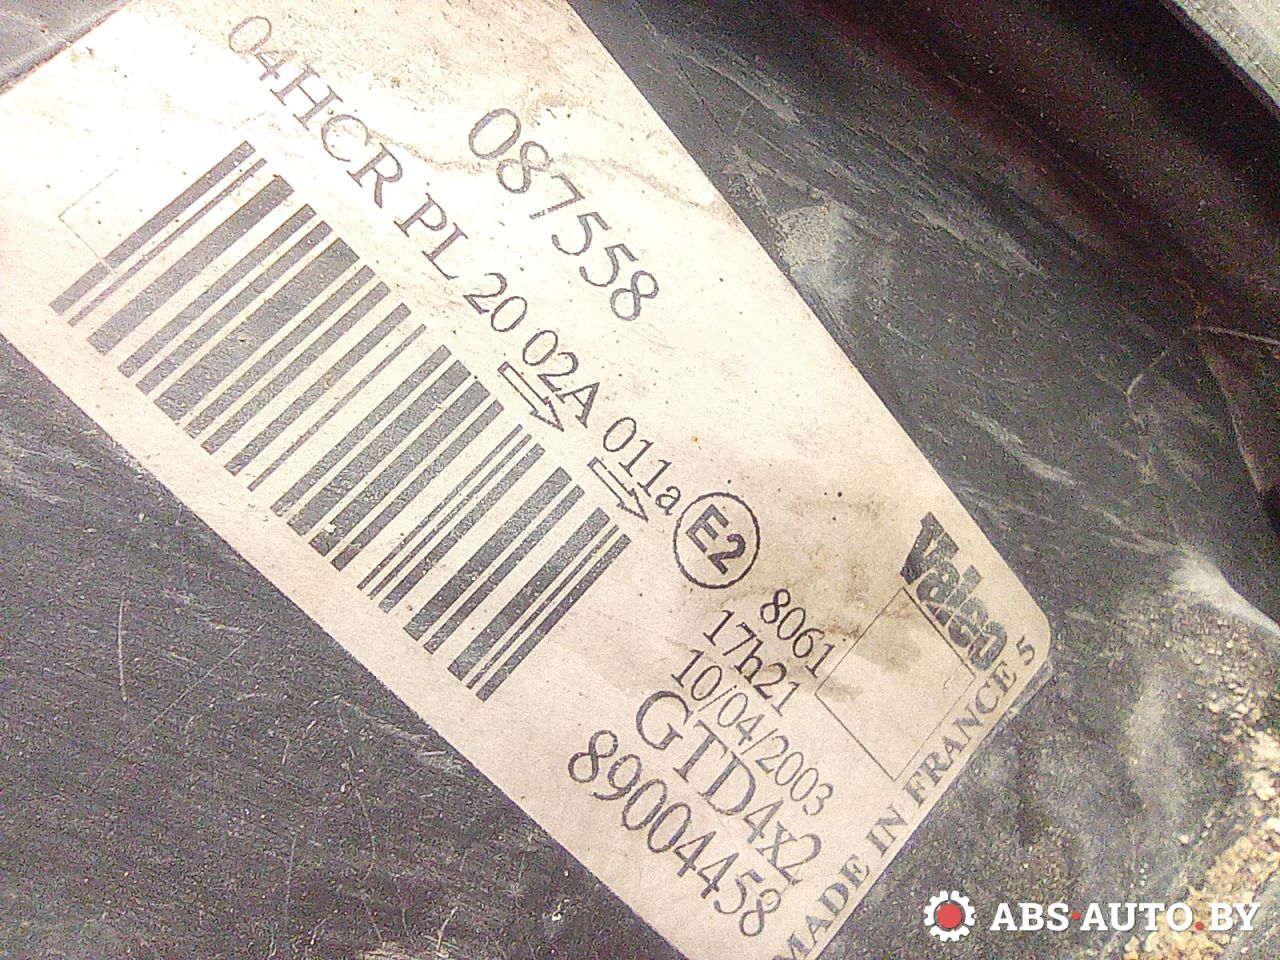 087558
04HCR PL 20 02A 011a E2
8061
17h21
10/04/2003
GTD4x2
89004458
Valeo
MADE IN FRANCE 5
ABS-AUTO.BY